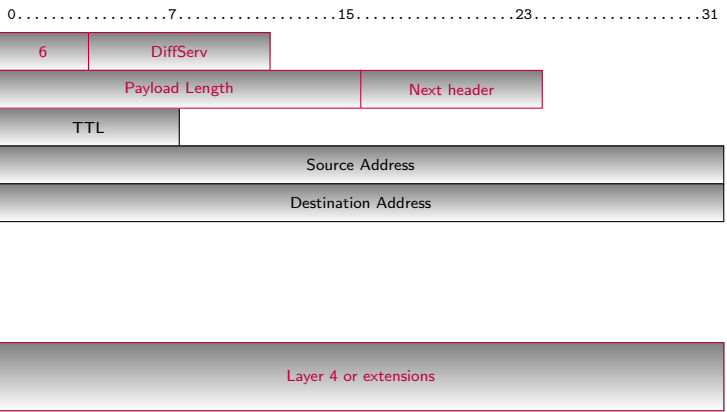 0.................7.................15.................23.................31
6 DiffServ
Payload Length Next header
TTL
Source Address
Destination Address
Layer 4 or extensions